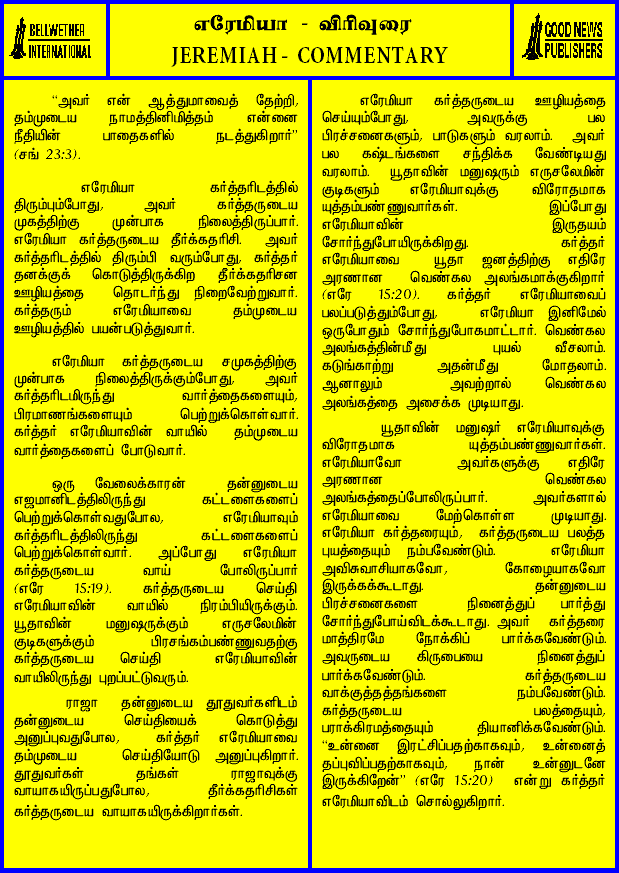 BELLWETHER
INTERNATIONAL
எரேமியா - விரிவுரை
JEREMIAH - COMMENTARY
GOOD NEWS
PUBLISHERS
“அவர் என் ஆத்துமாவைத் தேற்றி,
தம்முடைய நாமத்தினிமித்தம் என்னை
நீதியின் பாதைகளில் நடத்துகிறார்”
(சங் 23:3).
எரேமியா கர்த்தரிடத்தில்
திரும்பும்போது, அவர் கர்த்தருடைய
முகத்திற்கு முன்பாக நிலைத்திருப்பார்.
எரேமியா கர்த்தருடைய தீர்க்கதரிசி. அவர்
கர்த்தரிடத்தில் திரும்பி வரும்போது, கர்த்தர்
தனக்குக் கொடுத்திருக்கிற தீர்க்கதரிசன
ஊழியத்தை தொடர்ந்து நிறைவேற்றுவார்.
கர்த்தரும் எரேமியாவை தம்முடைய
ஊழியத்தில் பயன்படுத்துவார்.
எரேமியா கர்த்தருடைய சமுகத்திற்கு
முன்பாக நிலைத்திருக்கும்போது, அவர்
கர்த்தரிடமிருந்து வார்த்தைகளையும்,
பிரமாணங்களையும் பெற்றுக்கொள்வார்.
கர்த்தர் எரேமியாவின் வாயில் தம்முடைய
வார்த்தைகளைப் போடுவார்.
ஒரு வேலைக்காரன் தன்னுடைய
எஜமானிடத்திலிருந்து கட்டளைகளைப்
பெற்றுக்கொள்வதுபோல, எரேமியாவும்
கர்த்தரிடத்திலிருந்து கட்டளைகளைப்
பெற்றுக்கொள்வார். அப்போது எரேமியா
கர்த்தருடைய வாய் போலிருப்பார்
(எரே 15:19). கர்த்தருடைய செய்தி
எரேமியாவின் வாயில் நிரம்பியிருக்கும்.
யூதாவின் மனுஷருக்கும் எருசலேமின்
குடிகளுக்கும் பிரசங்கம்பண்ணுவதற்கு
கர்த்தருடைய செய்தி எரேமியாவின்
வாயிலிருந்து புறப்பட்டுவரும்.
ராஜா தன்னுடைய தூதுவர்களிடம்
தன்னுடைய செய்தியைக் கொடுத்து
அனுப்புவதுபோல, கர்த்தர் எரேமியாவை
தம்முடைய செய்தியோடு அனுப்புகிறார்.
தூதுவர்கள் தங்கள் ராஜாவுக்கு
வாயாகயிருப்பதுபோல, தீர்க்கதரிசிகள்
கர்த்தருடைய வாயாகயிருக்கிறார்கள்.
எரேமியா கர்த்தருடைய ஊழியத்தை
செய்யும்போது, அவருக்கு பல
பிரச்சனைகளும், பாடுகளும் வரலாம். அவர்
பல கஷ்டங்களை சந்திக்க வேண்டியது
வரலாம். யூதாவின் மனுஷரும் எருசலேமின்
குடிகளும் எரேமியாவுக்கு விரோதமாக
யுத்தம்பண்ணுவார்கள். இப்போது
எரேமியாவின் இருதயம்
சோர்ந்துபோயிருக்கிறது. கர்த்தர்
எரேமியாவை யூதா ஜனத்திற்கு எதிரே
அரணான வெண்கல அலங்கமாக்குகிறார்
(எரே 15:20). கர்த்தர் எரேமியாவைப்
பலப்படுத்தும்போது, எரேமியா இனிமேல்
ஒருபோதும் சோர்ந்துபோகமாட்டார். வெண்கல
அலங்கத்தின்மீது புயல் வீசலாம்.
கடுங்காற்று அதன்மீது மோதலாம்.
ஆனாலும் அவற்றால் வெண்கல
அலங்கத்தை அசைக்க முடியாது.
யூதாவின் மனுஷர் எரேமியாவுக்கு
விரோதமாக யுத்தம்பண்ணுவார்கள்.
எரேமியாவோ அவர்களுக்கு எதிரே
அரணான வெண்கல
அலங்கத்தைப்போலிருப்பார். அவர்களால்
எரேமியாவை மேற்கொள்ள முடியாது.
எரேமியா கர்த்தரையும், கர்த்தருடைய பலத்த
புயத்தையும் நம்பவேண்டும். எரேமியா
அவிசுவாசியாகவோ, கோழையாகவோ
இருக்கக்கூடாது. தன்னுடைய
பிரச்சனைகளை நினைத்துப் பார்த்து
சோர்ந்துபோய்விடக்கூடாது. அவர் கர்த்தரை
மாத்திரமே நோக்கிப் பார்க்கவேண்டும்.
அவருடைய கிருபையை நினைத்துப்
பார்க்கவேண்டும். கர்த்தருடைய
வாக்குத்தத்தங்களை நம்பவேண்டும்.
கர்த்தருடைய பலத்தையும்,
பராக்கிரமத்தையும் தியானிக்கவேண்டும்.
“உன்னை இரட்சிப்பதற்காகவும், உன்னைத்
தப்புவிப்பதற்காகவும், நான் உன்னுடனே
இருக்கிறேன்” (எரே 15:20) என்று கர்த்தர்
எரேமியாவிடம் சொல்லுகிறார்.